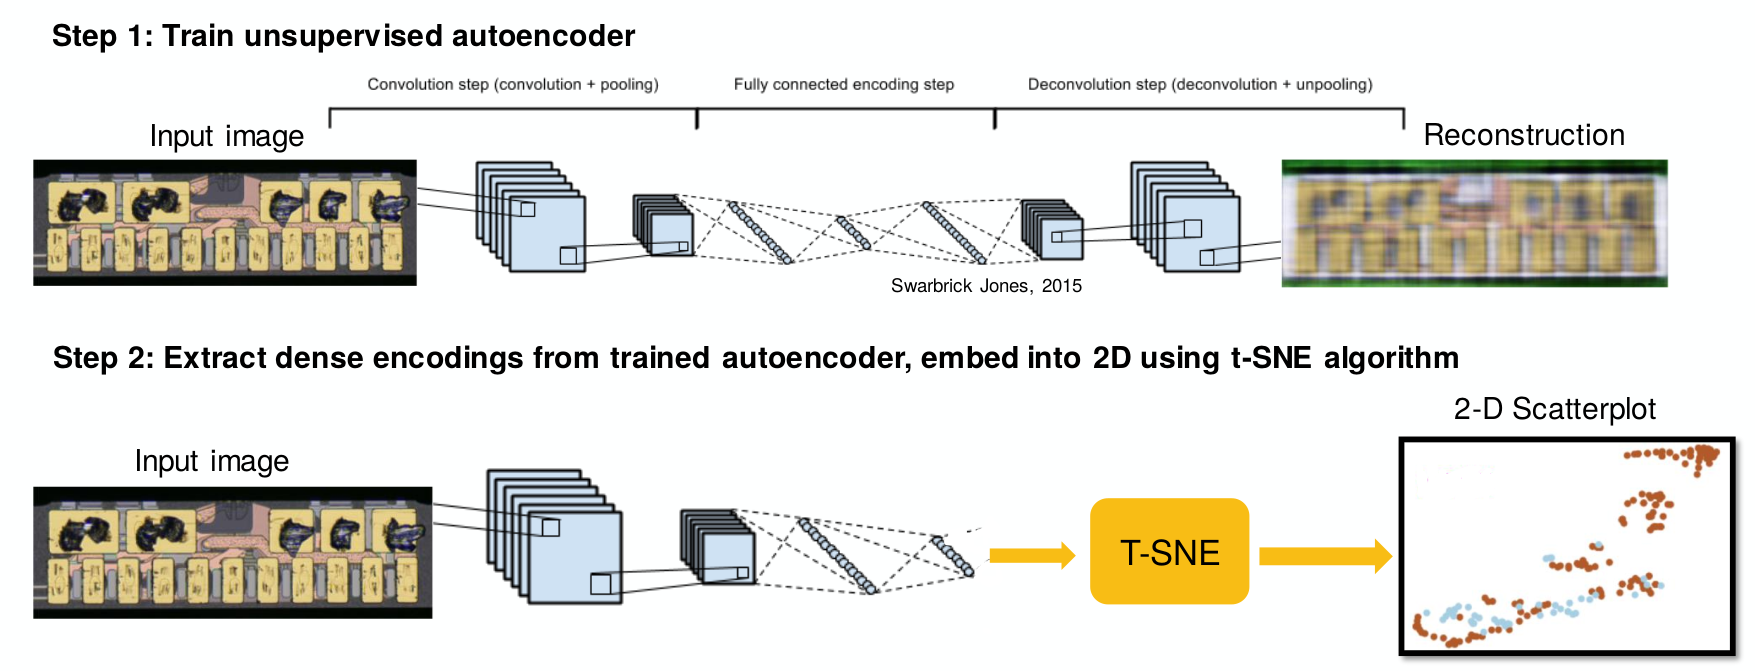 Step 1: Train unsupervised autoencoder
Convolution step (convolution + pooling)
Fully connected encoding step
Deconvolution step (deconvolution + unpooling)
Input image
Reconstruction
Swarbrick Jones, 2015
Step 2: Extract dense encodings from trained autoencoder, embed into 2D using t-SNE algorithm
2-D Scatterplot
Input image
T-SNE